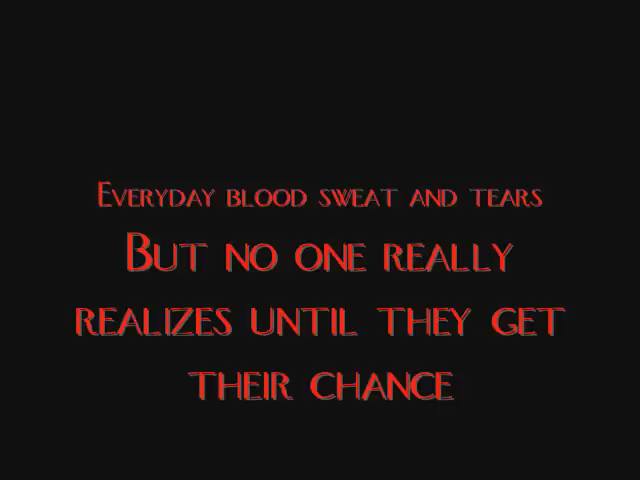 Everyday blood sweat and tears
But no one really
realizes until they get
their chance